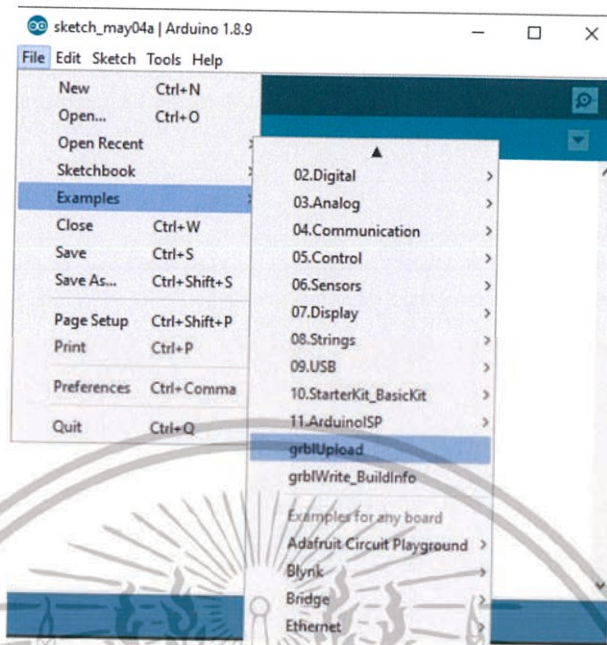 sketch_may04a | Arduino 1.8.9
File Edit Sketch Tools Help
New Ctrl+N
Open... Ctrl+O
Open Recent
Sketchbook
Examples
Close Ctrl+W
Save Ctrl+S
Save As... Ctrl+Shift+S
Page Setup Ctrl+Shift+P
Print Ctrl+P
Preferences Ctrl+Comma
Quit Ctrl+Q
02.Digital
03.Analog
04.Communication
05.Control
06.Sensors
07.Display
08.Strings
09.USB
10.StarterKit_BasicKit
11.ArduinoISP
grblUpload
grblWrite_BuildInfo
Examples for any board
Adafruit Circuit Playground
Blynk
Bridge
Ethernet